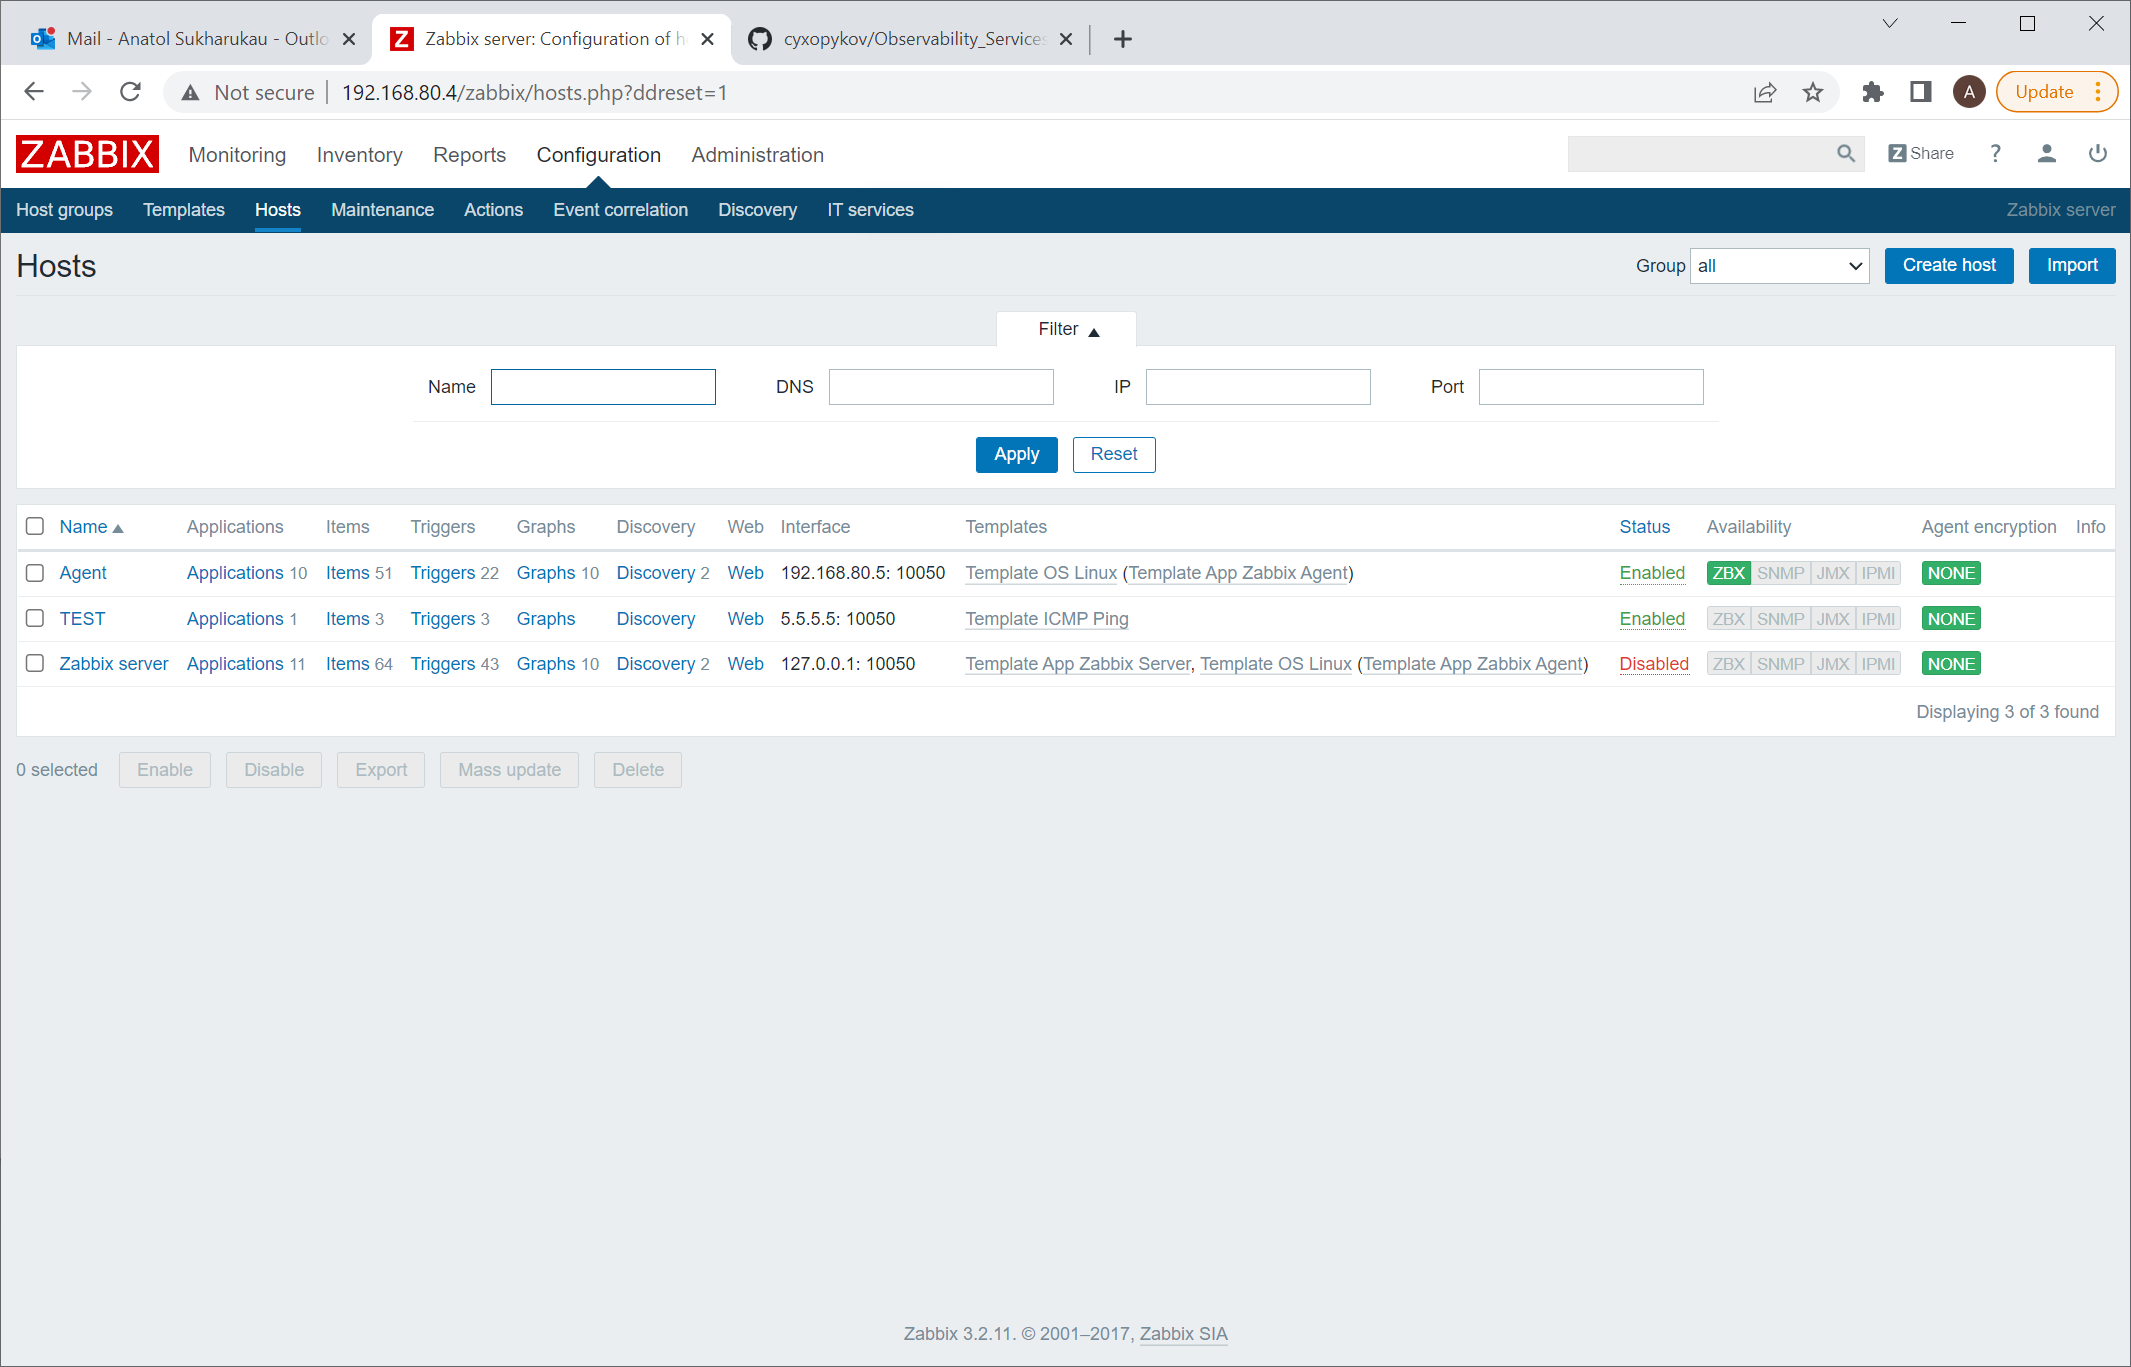 Mail - Anatol Sukharukau - Outlo
Zabbix server: Configuration of h
cyxopykov/Observability_Services
Not secure
192.168.80.4/zabbix/hosts.php?ddreset=1
A
Update
ZABBIX
Monitoring Inventory Reports Configuration Administration
Z Share ?
Host groups Templates Hosts Maintenance Actions Event correlation Discovery IT services Zabbix server
Hosts
Group all Create host Import
Filter
Name DNS IP Port
Apply Reset
Name Applications Items Triggers Graphs Discovery Web Interface Templates Status Availability Agent encryption Info
Agent Applications 10 Items 51 Triggers 22 Graphs 10 Discovery 2 Web 192.168.80.5: 10050 Template OS Linux (Template App Zabbix Agent) Enabled ZBX SNMP JMX IPMI NONE
TEST Applications 1 Items 3 Triggers 3 Graphs Discovery Web 5.5.5.5: 10050 Template ICMP Ping Enabled ZBX SNMP JMX IPMI NONE
Zabbix server Applications 11 Items 64 Triggers 43 Graphs 10 Discovery 2 Web 127.0.0.1: 10050 Template App Zabbix Server, Template OS Linux (Template App Zabbix Agent) Disabled ZBX SNMP JMX IPMI NONE
Displaying 3 of 3 found
0 selected Enable Disable Export Mass update Delete
Zabbix 3.2.11. © 2001–2017, Zabbix SIA